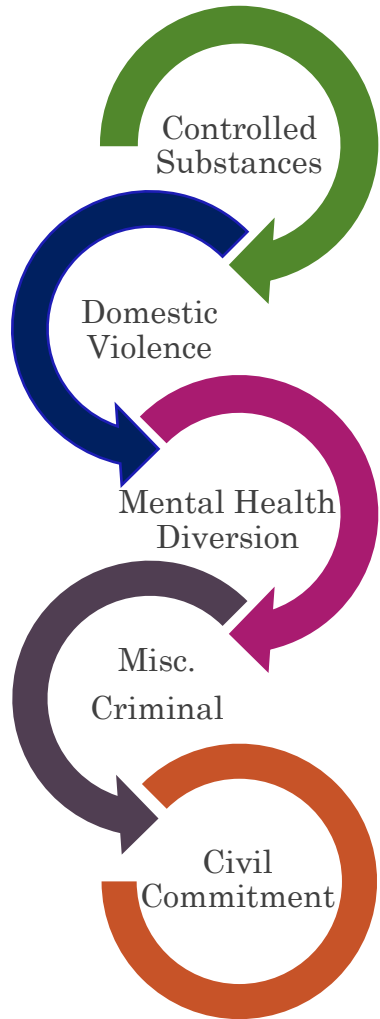 Controlled
Substances
Domestic
Violence
Mental Health
Diversion
Misc.
Criminal
Civil
Commitment